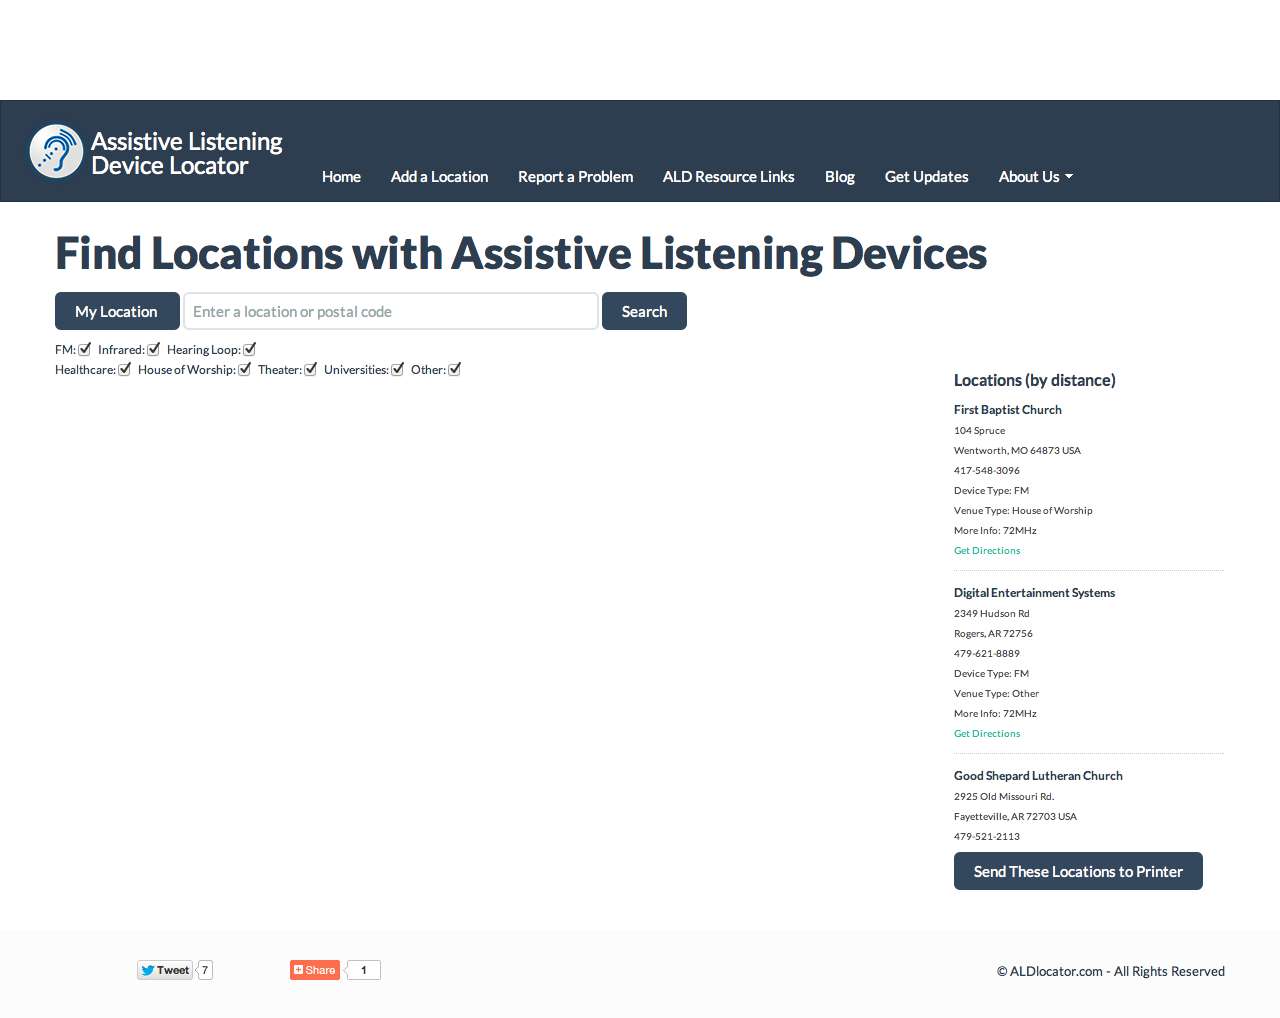 Assistive Listening
Device Locator
Home Add a Location Report a Problem ALD Resource Links Blog Get Updates About Us
Find Locations with Assistive Listening Devices
My Location Enter a location or postal code Search
FM: Infrared: Hearing Loop:
Healthcare: House of Worship: Theater: Universities: Other:
Locations (by distance)
First Baptist Church
104 Spruce
Wentworth, MO 64873 USA
417-548-3096
Device Type: FM
Venue Type: House of Worship
More Info: 72MHz
Get Directions
Digital Entertainment Systems
2349 Hudson Rd
Rogers, AR 72756
479-621-8889
Device Type: FM
Venue Type: Other
More Info: 72MHz
Get Directions
Good Shepard Lutheran Church
2925 Old Missouri Rd.
Fayetteville, AR 72703 USA
479-521-2113
Send These Locations to Printer
Tweet 7 Share 1 © ALDlocator.com - All Rights Reserved